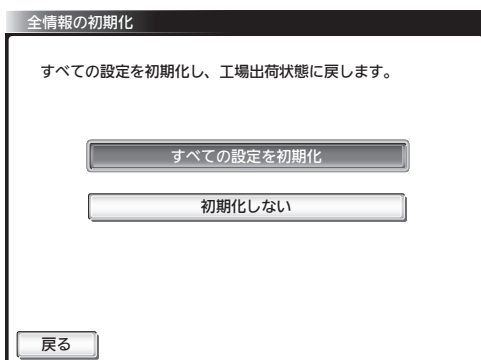 全情報の初期化
すべての設定を初期化し、工場出荷状態に戻します。
すべての設定を初期化
初期化しない
戻る